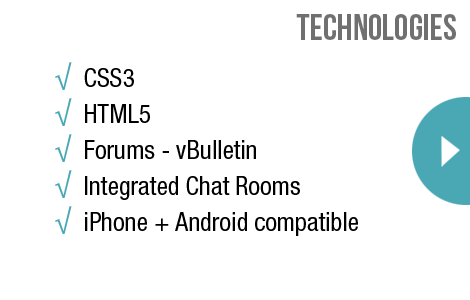 TECHNOLOGIES
√ CSS3
√ HTML5
√ Forums - vBulletin
√ Integrated Chat Rooms
√ iPhone + Android compatible